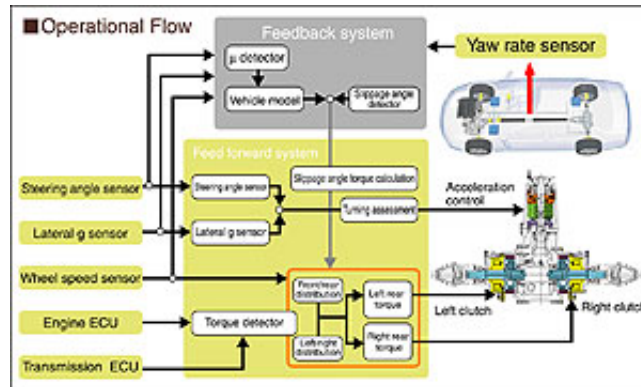 ■Operational Flow
Feedback system
Yaw rate sensor
μ detector
Vehicle model
Slippage angle
detector
Feed forward system
Slippage angle torque calculation
Steering angle sensor
Steering angle sensor
Turning assessment
Acceleration
control
Lateral g sensor
Lateral g sensor
Wheel speed sensor
Front/rear
distribution
Left rear
torque
Left clutch
Right clutch
Engine ECU
Torque detector
Left/right
distribution
Right rear
torque
Transmission ECU